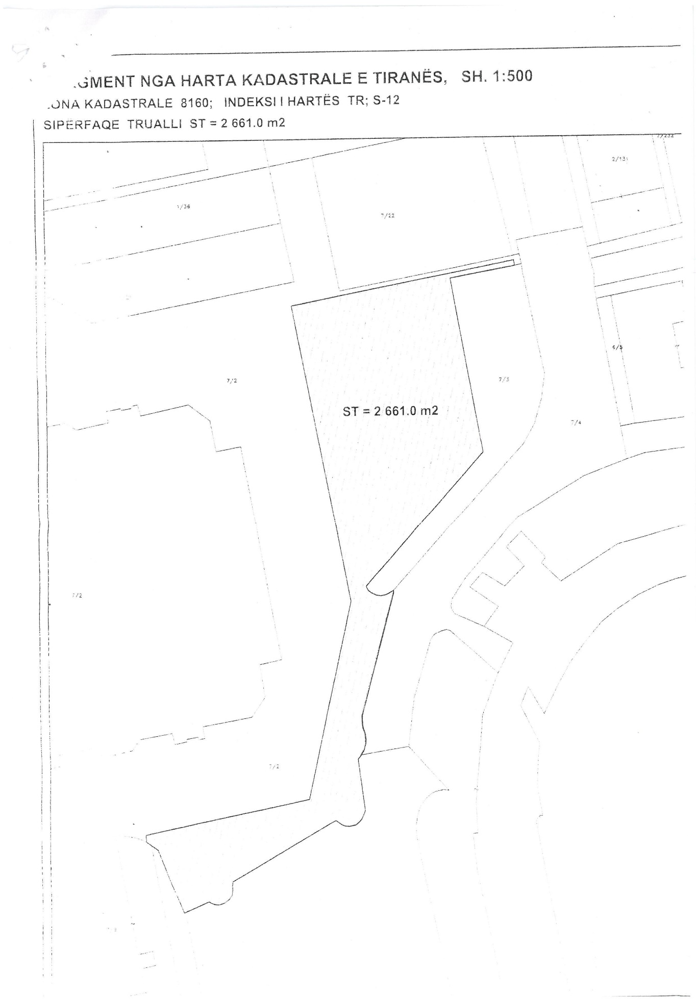 .GMENT NGA HARTA KADASTRALE E TIRANËS, SH. 1:500
.ONA KADASTRALE 8160; INDEKSI I HARTËS TR; S-12
SIPËRFAQE TRUALLI ST = 2 661.0 m2
2/131
1/36
7/22
6/5
7/2
7/3
ST = 2 661.0 m2
7/4
7/2
7/2